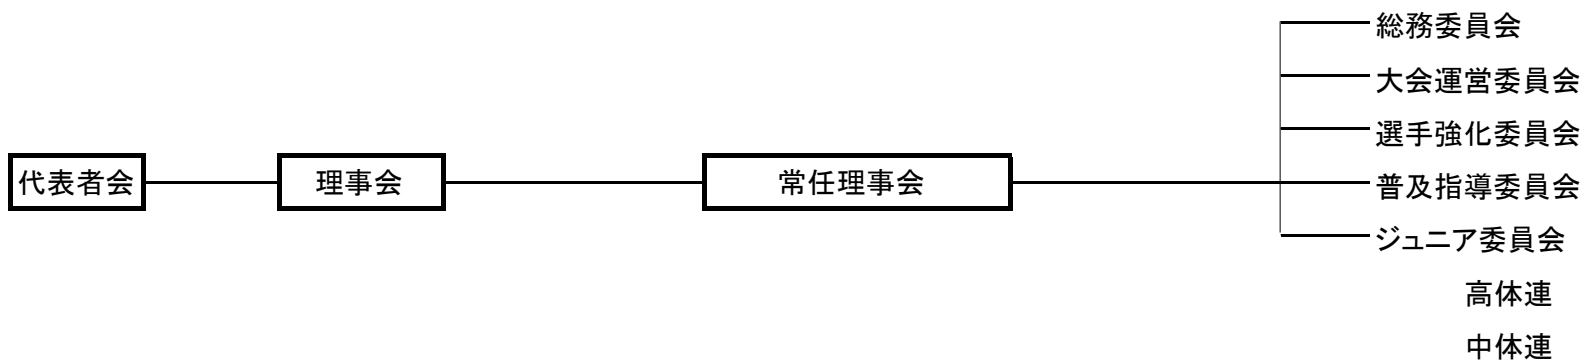 代表者会
理事会
常任理事会
総務委員会
大会運営委員会
選手強化委員会
普及指導委員会
ジュニア委員会
高体連
中体連